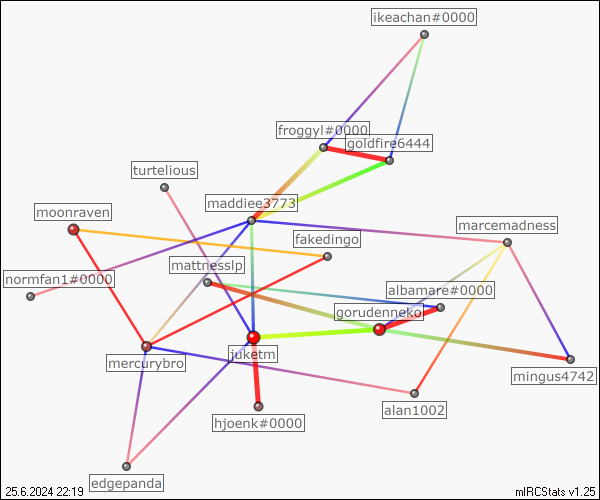 ikeachan#0000
froggyl#0000
goldfire6444
turtelious
maddiee3773
moonraven
marcemadness
fakedingo
mattnesslp
normfan1#0000
albamare#0000
gorudenneko
juketm
mercurybro
mingus4742
alan1002
hjoenk#0000
edgepanda
25.6.2024 22:19
mIRCStats v1.25